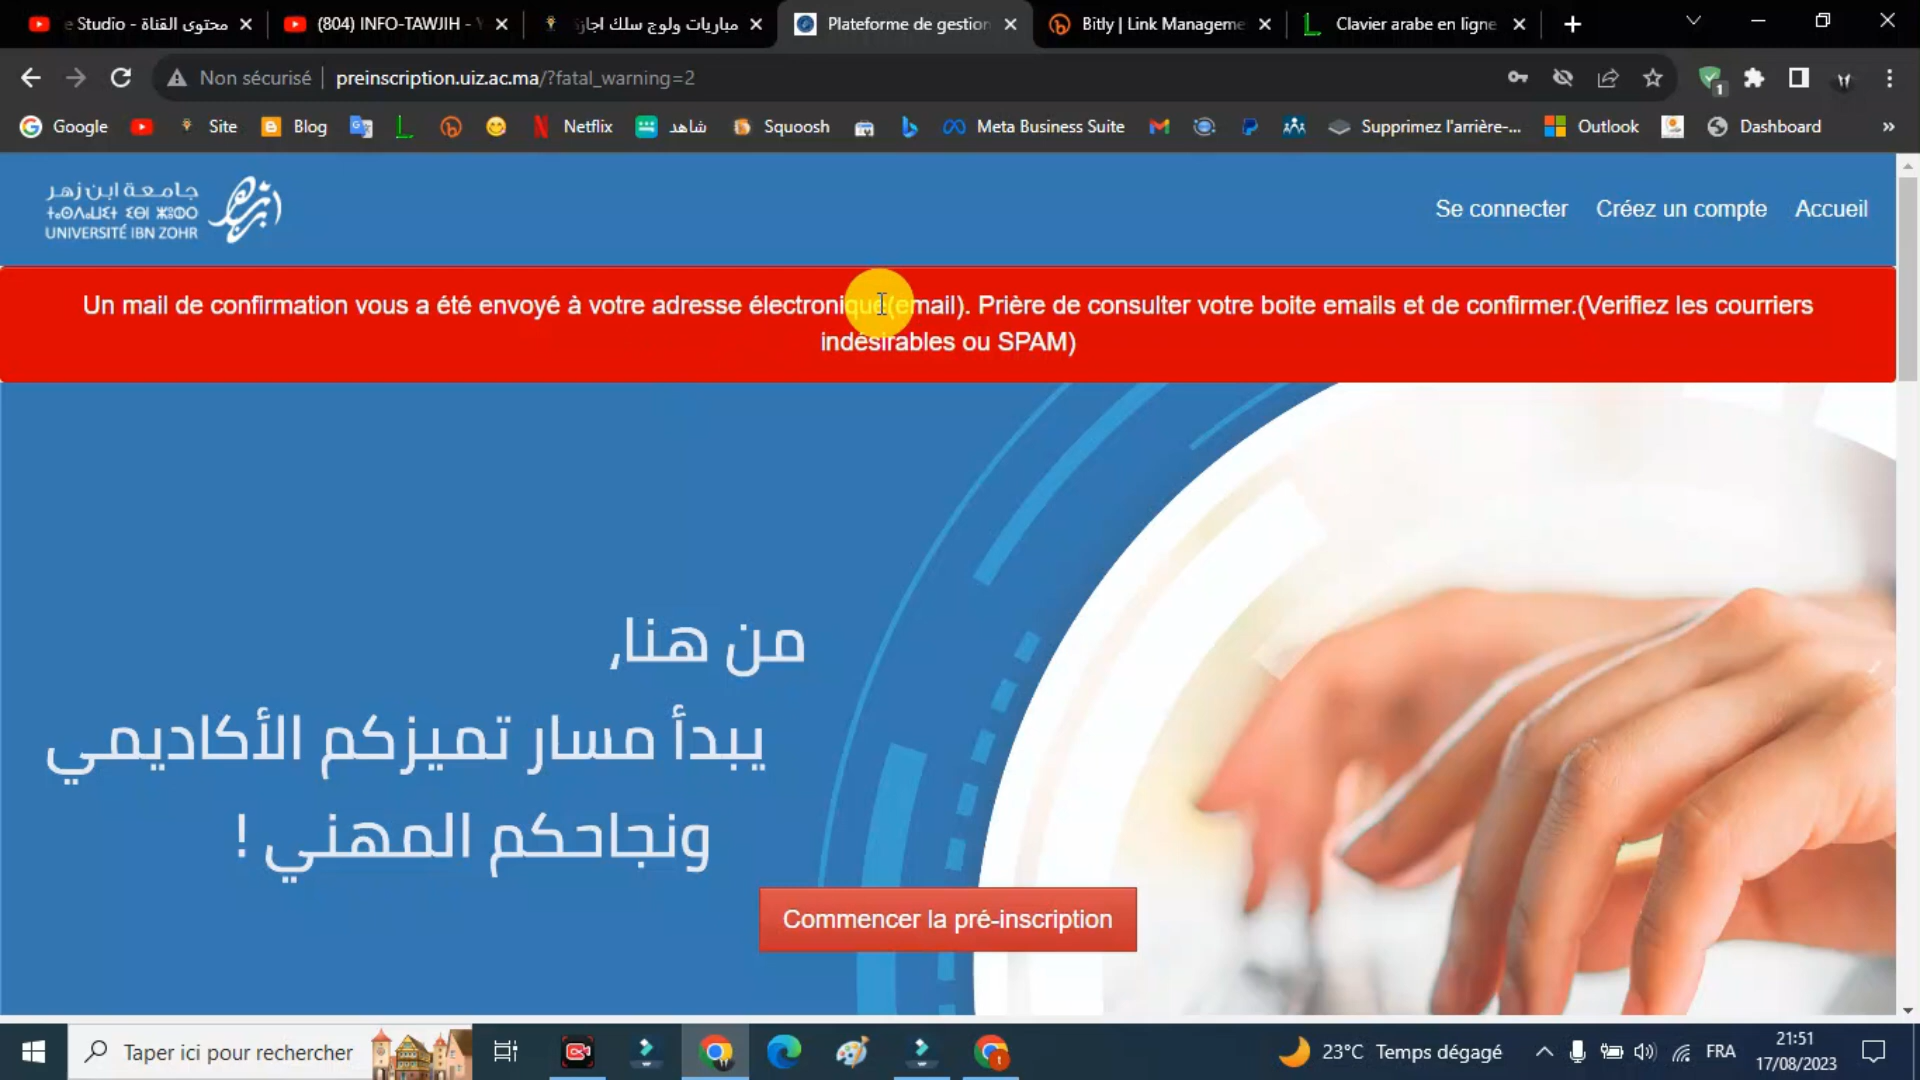 Studio - محتوى القناة
(804) INFO-TAWJIH -
مباريات ولوج سلك اجاز
Plateforme de gestion
Bitly | Link Manageme
Clavier arabe en ligne
Non sécurisé
preinscription.uiz.ac.ma/?fatal_warning=2
1
Google
Site
Blog
Netflix
شاهد
Squoosh
Meta Business Suite
Supprimez l'arrière-...
Outlook
Dashboard
»
جامعة ابن زهر
ⵜⴰⵙⴷⴰⵡⵉⵜ ⵉⴱⵏ ⵣⵓⵀⵔ
UNIVERSITÉ IBN ZOHR
Se connecter
Créez un compte
Accueil
Un mail de confirmation vous a été envoyé à votre adresse électronique(email). Prière de consulter votre boite emails et de confirmer.(Verifiez les courriers
indésirables ou SPAM)
من هنا,
يبدأ مسار تميزكم الأكاديمي
ونجاحكم المهني !
Commencer la pré-inscription
Taper ici pour rechercher
23°C Temps dégagé
FRA
21:51
17/08/2023